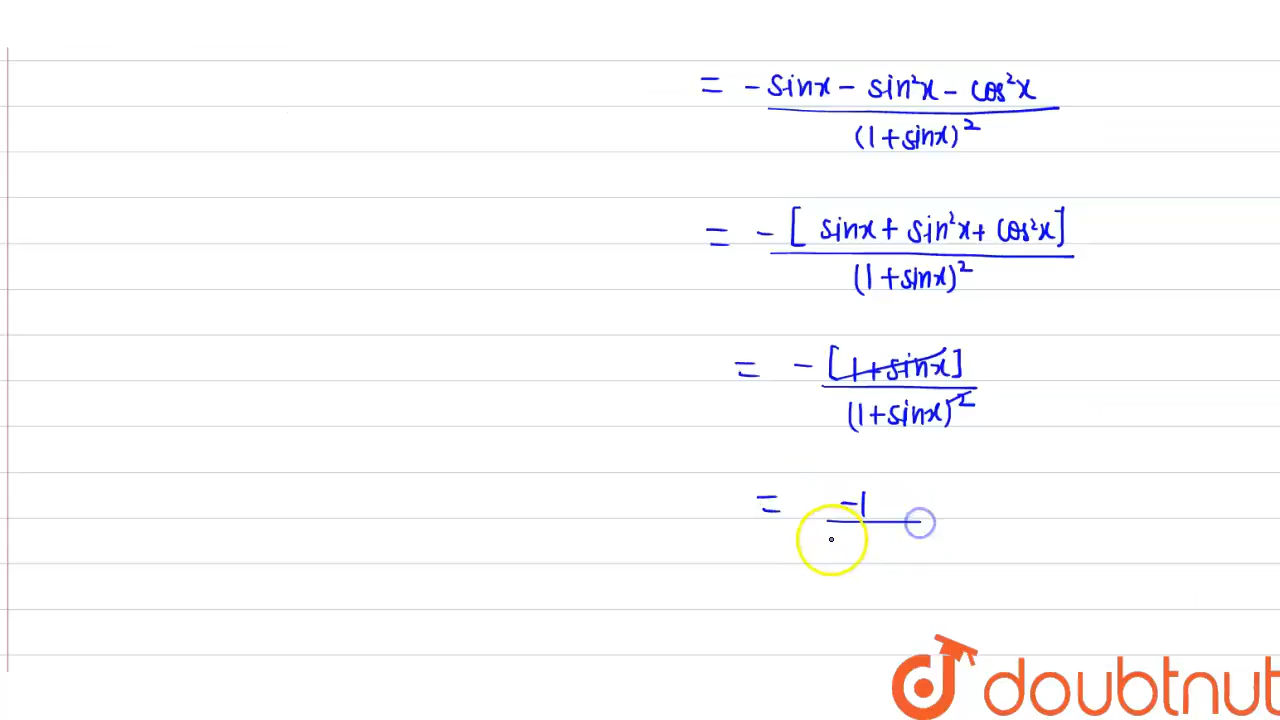 = - sinx - sin²x - cos²x
(1+sinx)²
= - [ sinx + sin²x + cos²x ]
(1+sinx)²
= - [1+sinx]
(1+sinx)²
= -1
doubtnut